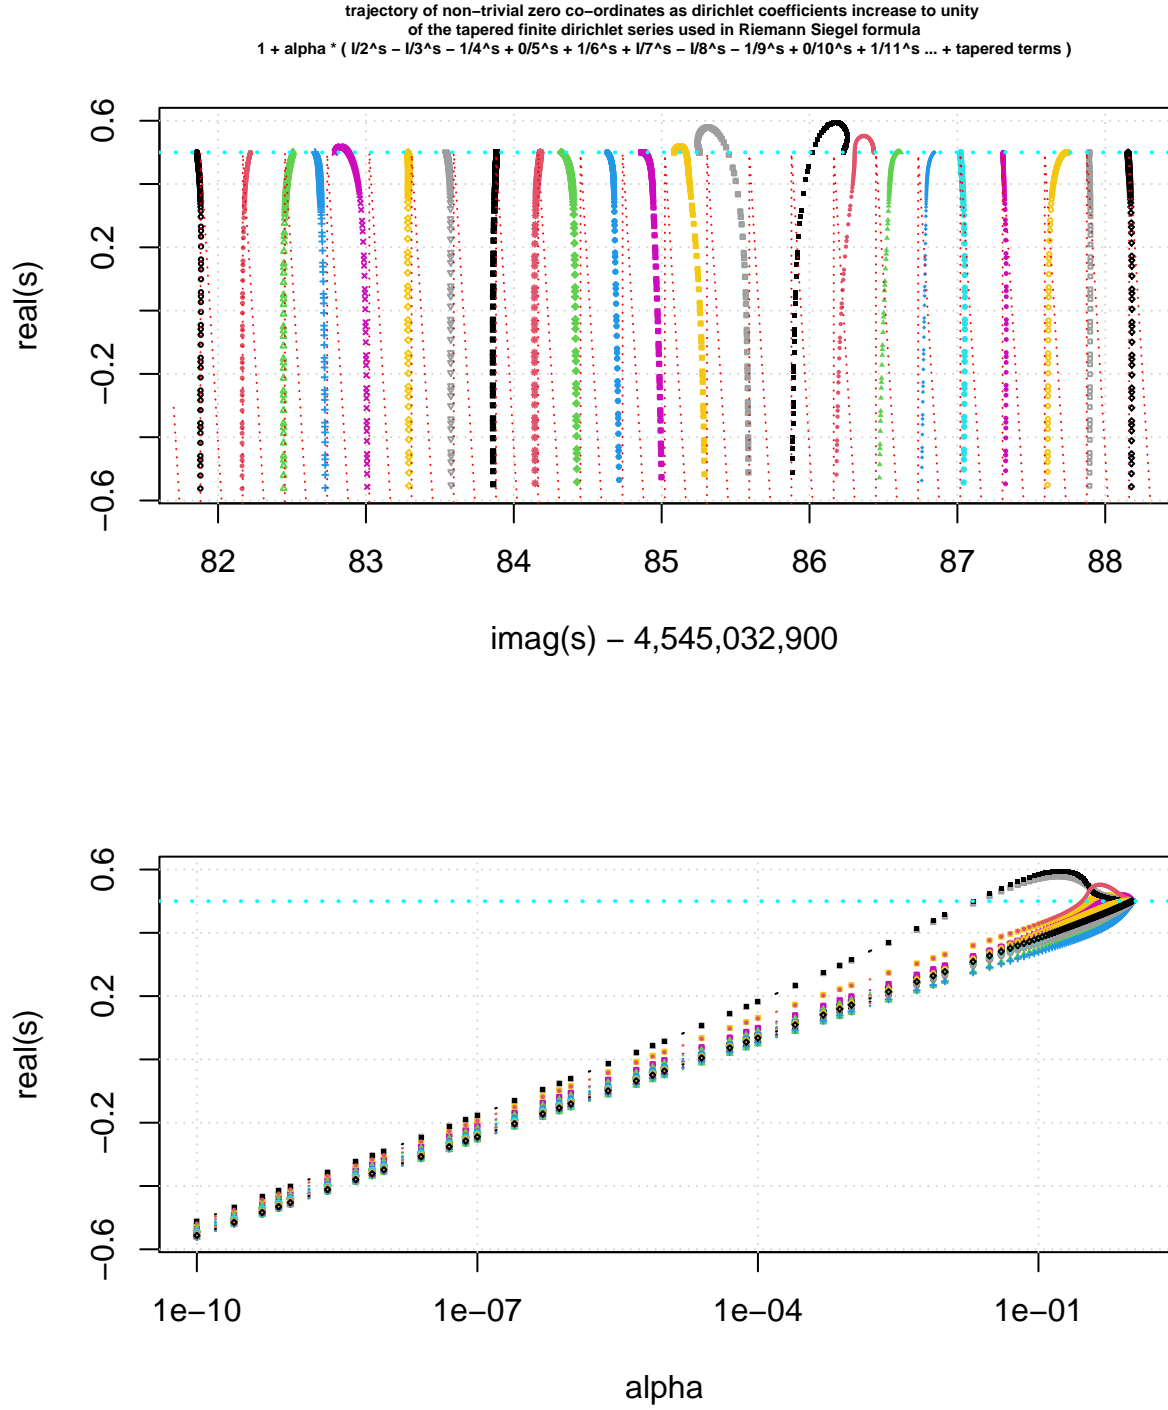 trajectory of non−trivial zero co−ordinates as dirichlet coefficients increase to unity
of the tapered finite dirichlet series used in Riemann Siegel formula
1 + alpha * ( I/2^s − I/3^s − 1/4^s + 0/5^s + 1/6^s + I/7^s − I/8^s − 1/9^s + 0/10^s + 1/11^s ... + tapered terms )
0.6
0.2
−0.2
−0.6
real(s)
82 83 84 85 86 87 88
imag(s) − 4,545,032,900
0.6
0.2
−0.2
−0.6
real(s)
1e−10 1e−07 1e−04 1e−01
alpha